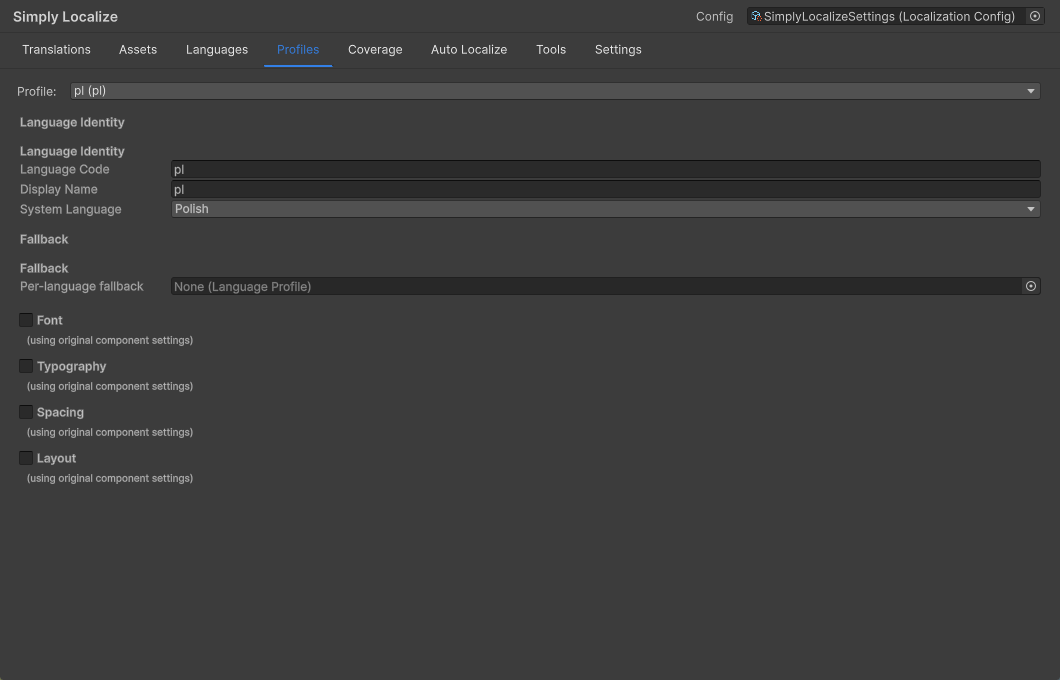 Simply Localize
Config SimplyLocalizeSettings (Localization Config)
Translations Assets Languages Profiles Coverage Auto Localize Tools Settings
Profile: pl (pl)
Language Identity
Language Identity
Language Code pl
Display Name pl
System Language Polish
Fallback
Fallback
Per-language fallback None (Language Profile)
Font
(using original component settings)
Typography
(using original component settings)
Spacing
(using original component settings)
Layout
(using original component settings)